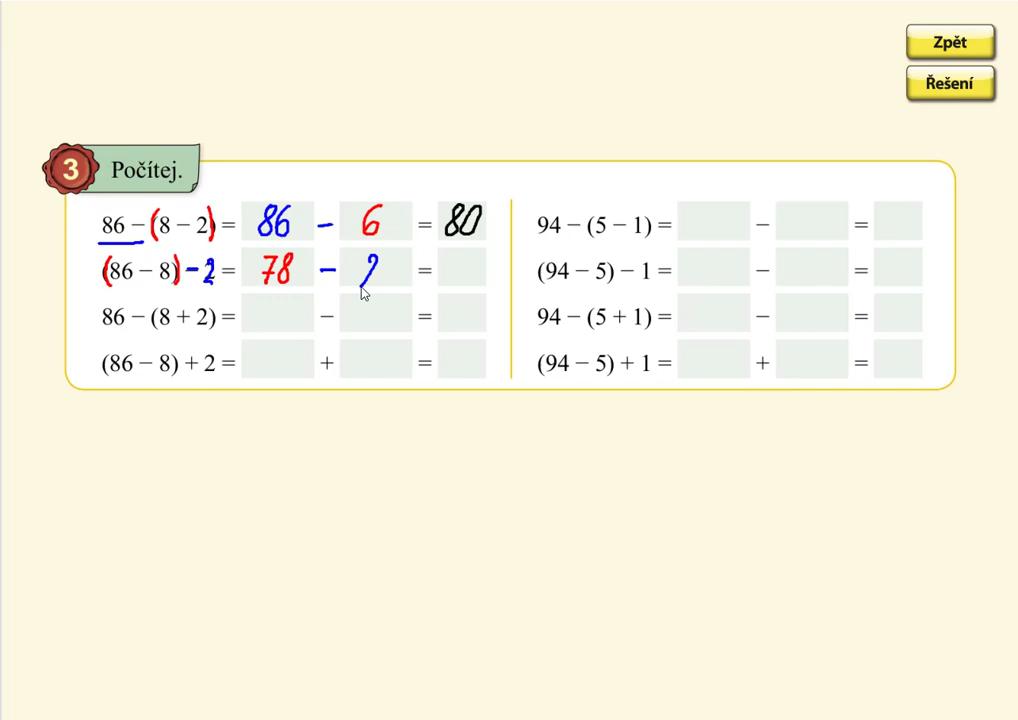 Zpět
Řešení
3 Počítej.
86 − (8 − 2) = 86 − 6 = 80
(86 − 8) − 2 = 78 − 2 =
86 − (8 + 2) = − =
(86 − 8) + 2 = + =
94 − (5 − 1) = − =
(94 − 5) − 1 = − =
94 − (5 + 1) = − =
(94 − 5) + 1 = + =